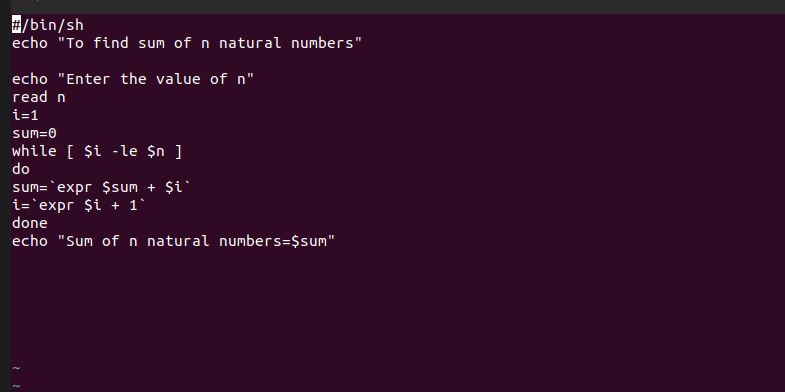 #/bin/sh
echo "To find sum of n natural numbers"

echo "Enter the value of n"
read n
i=1
sum=0
while [ $i -le $n ]
do
sum=`expr $sum + $i`
i=`expr $i + 1`
done
echo "Sum of n natural numbers=$sum"
~
~